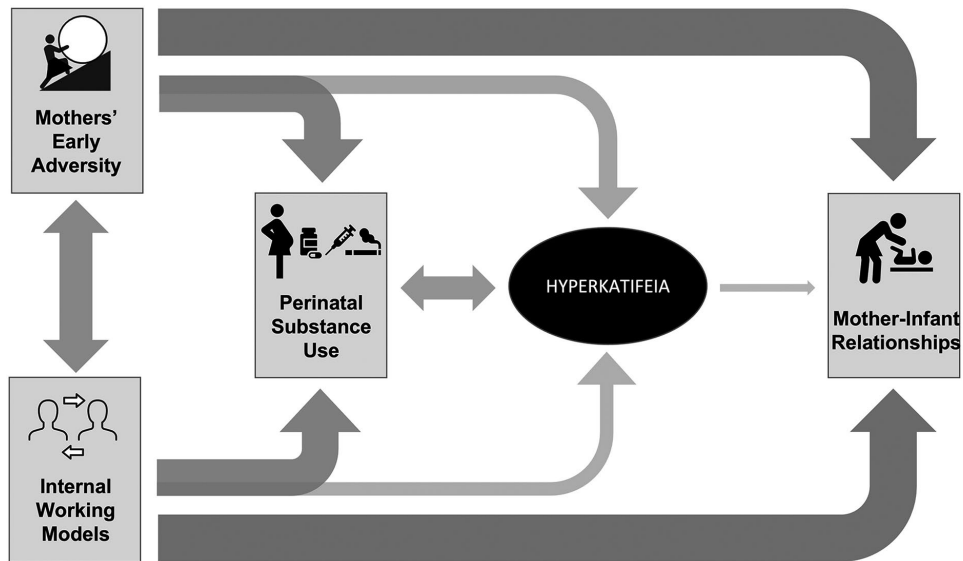 Mothers'
Early
Adversity
Perinatal
Substance
Use
HYPERKATIFEIA
Mother-Infant
Relationships
Internal
Working
Models